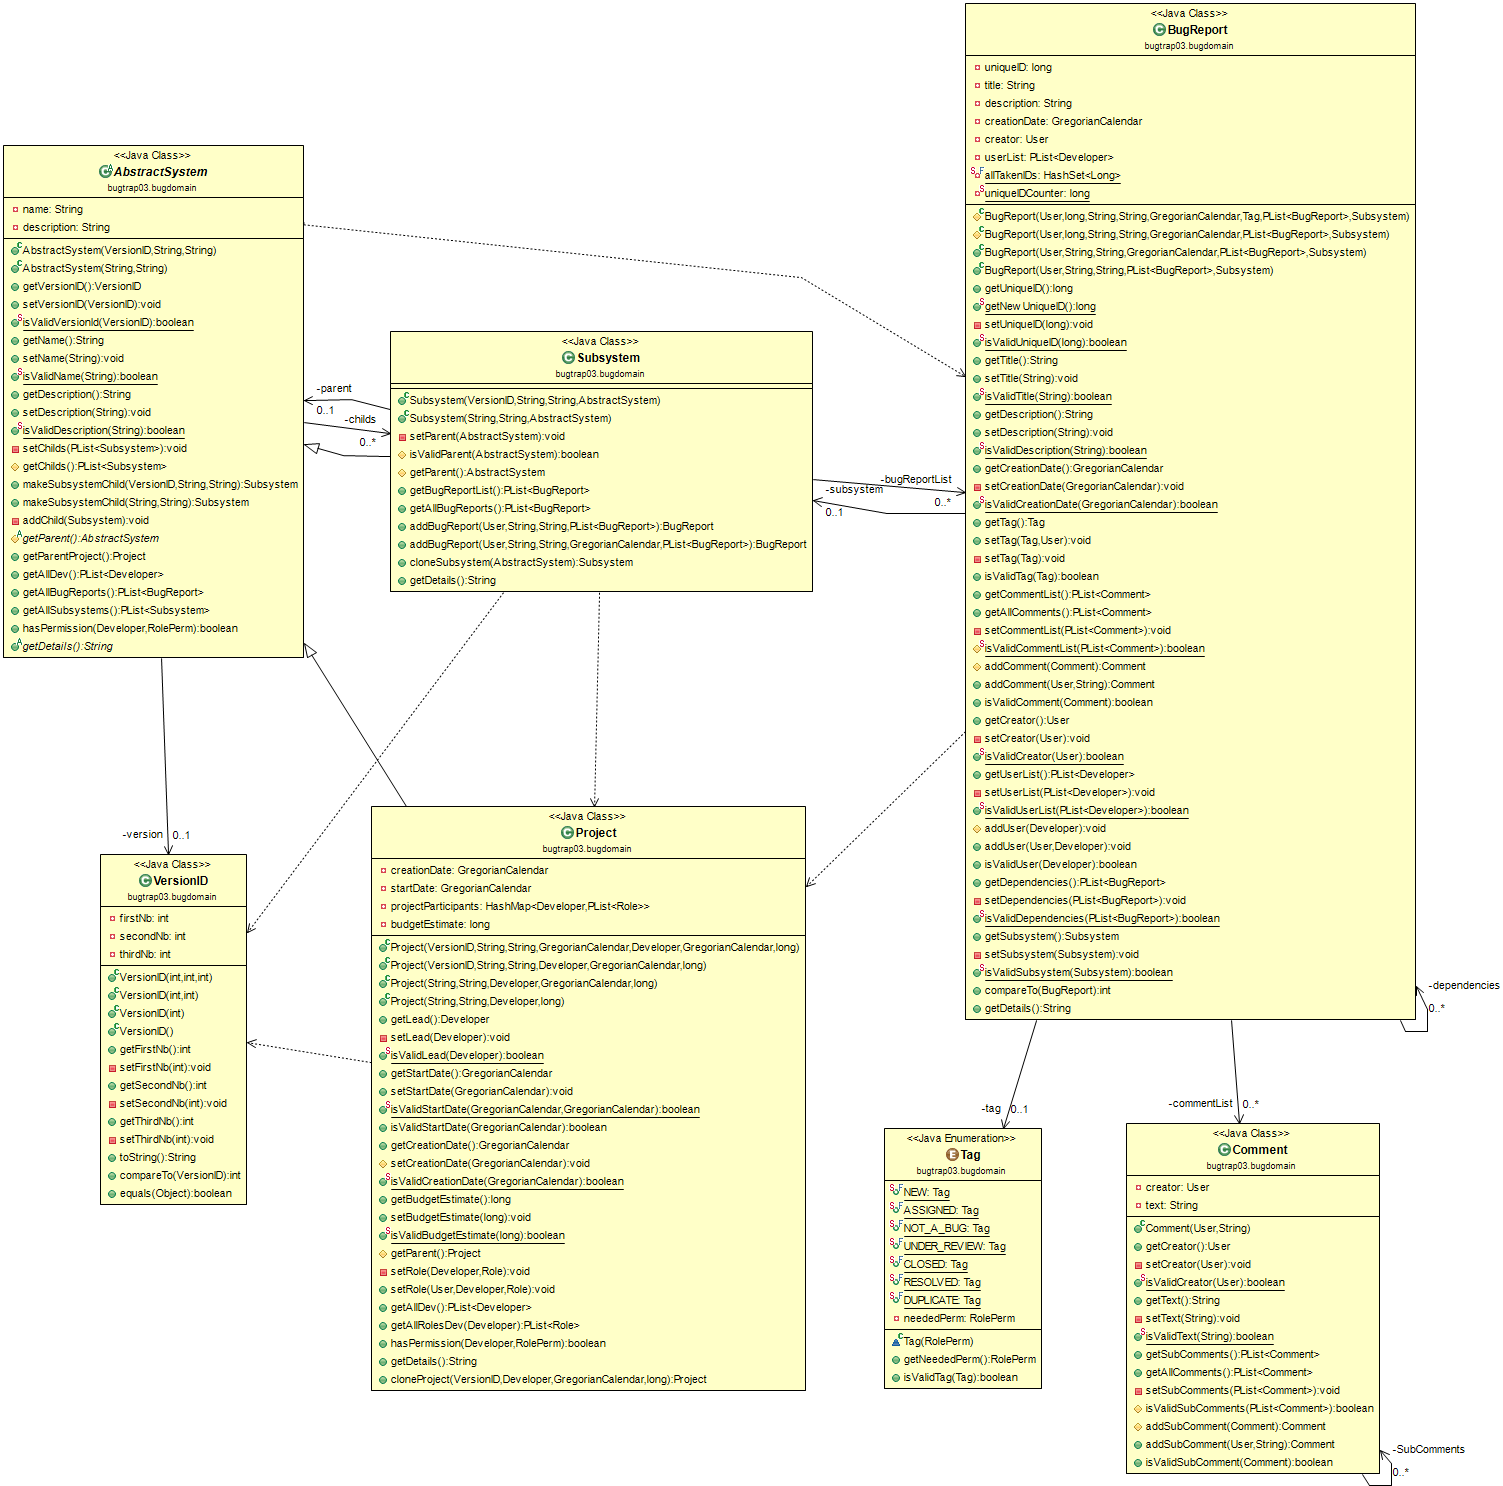 <<Java Class>>
AbstractSystem
bugtrap03.bugdomain
name: String
description: String
AbstractSystem(VersionID,String,String)
AbstractSystem(String,String)
getVersionID():VersionID
setVersionID(VersionID):void
isValidVersionId(VersionID):boolean
getName():String
setName(String):void
isValidName(String):boolean
getDescription():String
setDescription(String):void
isValidDescription(String):boolean
setChilds(PList<Subsystem>):void
getChilds():PList<Subsystem>
makeSubsystemChild(VersionID,String,String):Subsystem
makeSubsystemChild(String,String):Subsystem
addChild(Subsystem):void
getParent():AbstractSystem
getParentProject():Project
getAllDev():PList<Developer>
getAllBugReports():PList<BugReport>
getAllSubsystems():PList<Subsystem>
hasPermission(Developer,RolePerm):boolean
getDetails():String
-parent
0..1
-childs
0..*
<<Java Class>>
Subsystem
bugtrap03.bugdomain
Subsystem(VersionID,String,String,AbstractSystem)
Subsystem(String,String,AbstractSystem)
setParent(AbstractSystem):void
isValidParent(AbstractSystem):boolean
getParent():AbstractSystem
getBugReportList():PList<BugReport>
getAllBugReports():PList<BugReport>
addBugReport(User,String,String,PList<BugReport>):BugReport
addBugReport(User,String,String,GregorianCalendar,PList<BugReport>):BugReport
cloneSubsystem(AbstractSystem):Subsystem
getDetails():String
-bugReportList
-subsystem
0..*
0..1
<<Java Class>>
BugReport
bugtrap03.bugdomain
uniqueID: long
title: String
description: String
creationDate: GregorianCalendar
creator: User
userList: PList<Developer>
allTakenIDs: HashSet<Long>
uniqueIDCounter: long
BugReport(User,long,String,String,GregorianCalendar,Tag,PList<BugReport>,Subsystem)
BugReport(User,long,String,String,GregorianCalendar,PList<BugReport>,Subsystem)
BugReport(User,String,String,GregorianCalendar,PList<BugReport>,Subsystem)
BugReport(User,String,String,PList<BugReport>,Subsystem)
getUniqueID():long
getNewUniqueID():long
setUniqueID(long):void
isValidUniqueID(long):boolean
getTitle():String
setTitle(String):void
isValidTitle(String):boolean
getDescription():String
setDescription(String):void
isValidDescription(String):boolean
getCreationDate():GregorianCalendar
setCreationDate(GregorianCalendar):void
isValidCreationDate(GregorianCalendar):boolean
getTag():Tag
setTag(Tag,User):void
setTag(Tag):void
isValidTag(Tag):boolean
getCommentList():PList<Comment>
getAllComments():PList<Comment>
setCommentList(PList<Comment>):void
isValidCommentList(PList<Comment>):boolean
addComment(Comment):Comment
addComment(User,String):Comment
isValidComment(Comment):boolean
getCreator():User
setCreator(User):void
isValidCreator(User):boolean
getUserList():PList<Developer>
setUserList(PList<Developer>):void
isValidUserList(PList<Developer>):boolean
addUser(Developer):void
addUser(User,Developer):void
isValidUser(Developer):boolean
getDependencies():PList<BugReport>
setDependencies(PList<BugReport>):void
isValidDependencies(PList<BugReport>):boolean
getSubsystem():Subsystem
setSubsystem(Subsystem):void
isValidSubsystem(Subsystem):boolean
compareTo(BugReport):int
getDetails():String
-dependencies
0..*
-version
0..1
<<Java Class>>
VersionID
bugtrap03.bugdomain
firstNb: int
secondNb: int
thirdNb: int
VersionID(int,int,int)
VersionID(int,int)
VersionID(int)
VersionID()
getFirstNb():int
setFirstNb(int):void
getSecondNb():int
setSecondNb(int):void
getThirdNb():int
setThirdNb(int):void
toString():String
compareTo(VersionID):int
equals(Object):boolean
<<Java Class>>
Project
bugtrap03.bugdomain
creationDate: GregorianCalendar
startDate: GregorianCalendar
projectParticipants: HashMap<Developer,PList<Role>>
budgetEstimate: long
Project(VersionID,String,String,GregorianCalendar,Developer,GregorianCalendar,long)
Project(VersionID,String,String,Developer,GregorianCalendar,long)
Project(String,String,Developer,GregorianCalendar,long)
Project(String,String,Developer,long)
getLead():Developer
setLead(Developer):void
isValidLead(Developer):boolean
getStartDate():GregorianCalendar
setStartDate(GregorianCalendar):void
isValidStartDate(GregorianCalendar,GregorianCalendar):boolean
isValidStartDate(GregorianCalendar):boolean
getCreationDate():GregorianCalendar
setCreationDate(GregorianCalendar):void
isValidCreationDate(GregorianCalendar):boolean
getBudgetEstimate():long
setBudgetEstimate(long):void
isValidBudgetEstimate(long):boolean
getParent():Project
setRole(Developer,Role):void
setRole(User,Developer,Role):void
getAllDev():PList<Developer>
getAllRolesDev(Developer):PList<Role>
hasPermission(Developer,RolePerm):boolean
getDetails():String
cloneProject(VersionID,Developer,GregorianCalendar,long):Project
-tag
0..1
<<Java Enumeration>>
Tag
bugtrap03.bugdomain
NEW: Tag
ASSIGNED: Tag
NOT_A_BUG: Tag
UNDER_REVIEW: Tag
CLOSED: Tag
RESOLVED: Tag
DUPLICATE: Tag
neededPerm: RolePerm
Tag(RolePerm)
getNeededPerm():RolePerm
isValidTag(Tag):boolean
-commentList
0..*
<<Java Class>>
Comment
bugtrap03.bugdomain
creator: User
text: String
Comment(User,String)
getCreator():User
setCreator(User):void
isValidCreator(User):boolean
getText():String
setText(String):void
isValidText(String):boolean
getSubComments():PList<Comment>
getAllComments():PList<Comment>
setSubComments(PList<Comment>):void
isValidSubComments(PList<Comment>):boolean
addSubComment(Comment):Comment
addSubComment(User,String):Comment
isValidSubComment(Comment):boolean
-SubComments
0..*